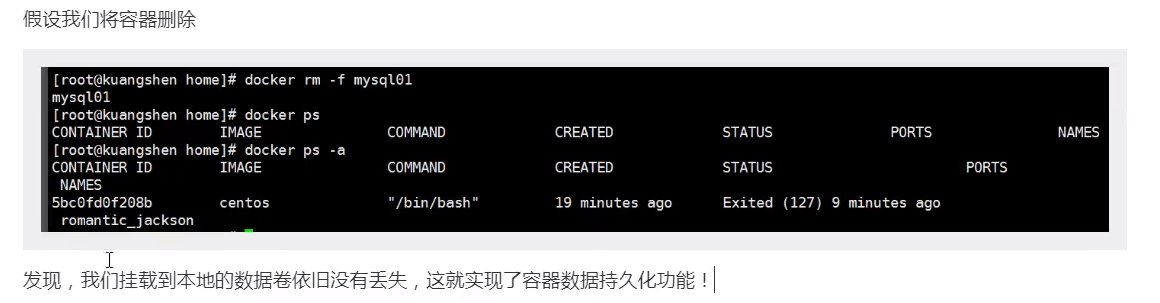 假设我们将容器删除
[root@kuangshen home]# docker rm -f mysql01
mysql01
[root@kuangshen home]# docker ps
CONTAINER ID        IMAGE               COMMAND             CREATED             STATUS              PORTS               NAMES
[root@kuangshen home]# docker ps -a
CONTAINER ID        IMAGE               COMMAND             CREATED             STATUS                       PORTS
 NAMES
5bc0fd0f208b        centos              "/bin/bash"         19 minutes ago      Exited (127) 9 minutes ago
 romantic_jackson
发现，我们挂载到本地的数据卷依旧没有丢失，这就实现了容器数据持久化功能！